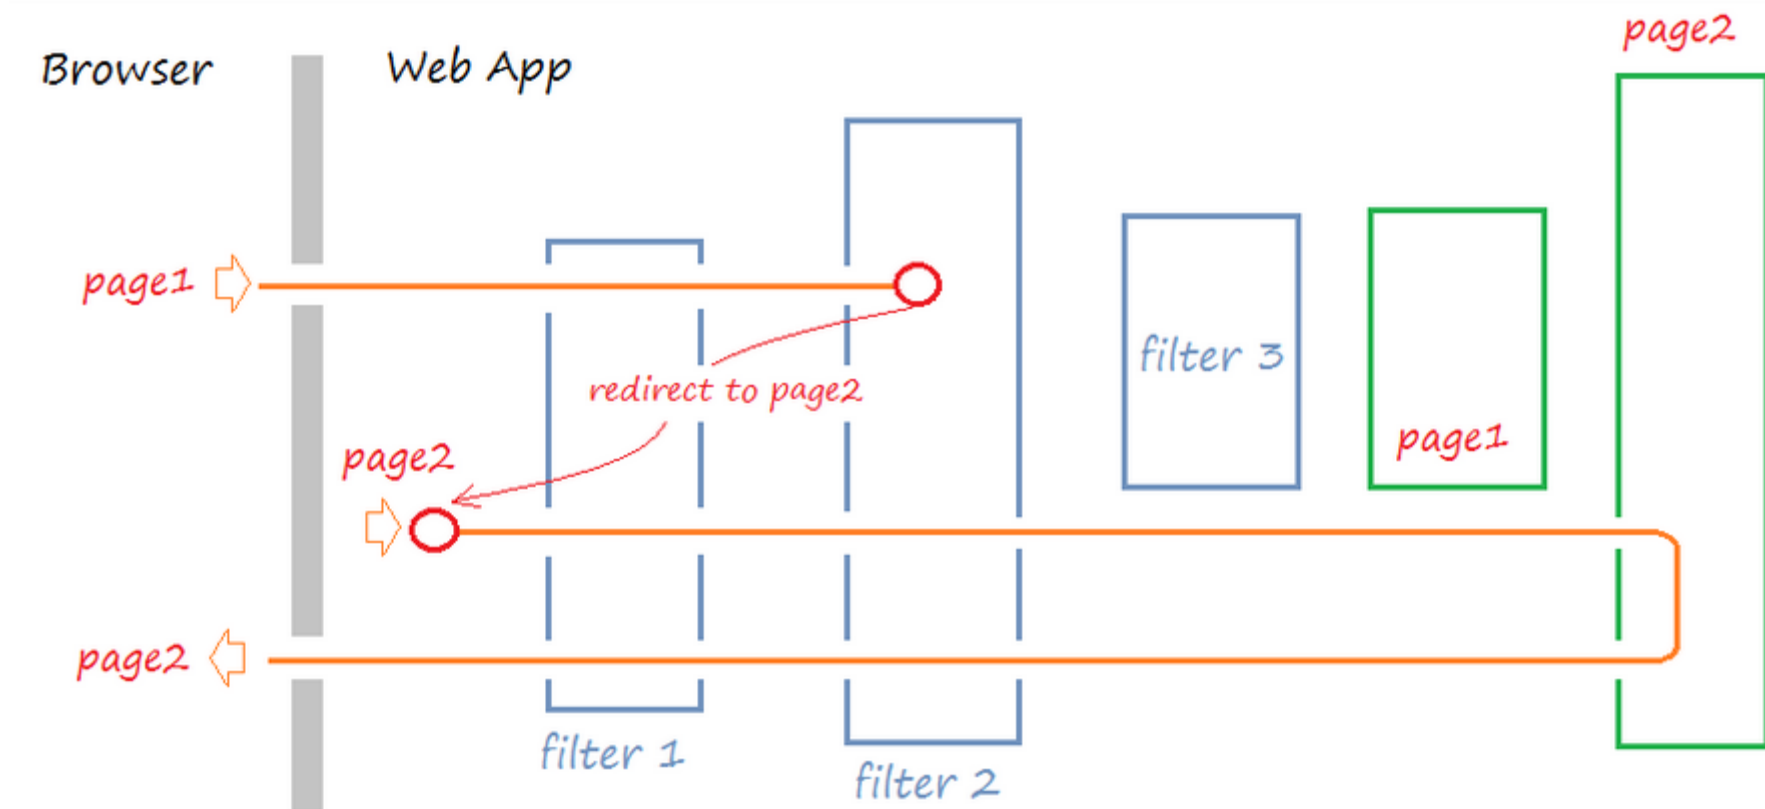 page2
Browser
Web App
page1
filter 3
redirect to page2
page1
page2
page2
filter 1
filter 2